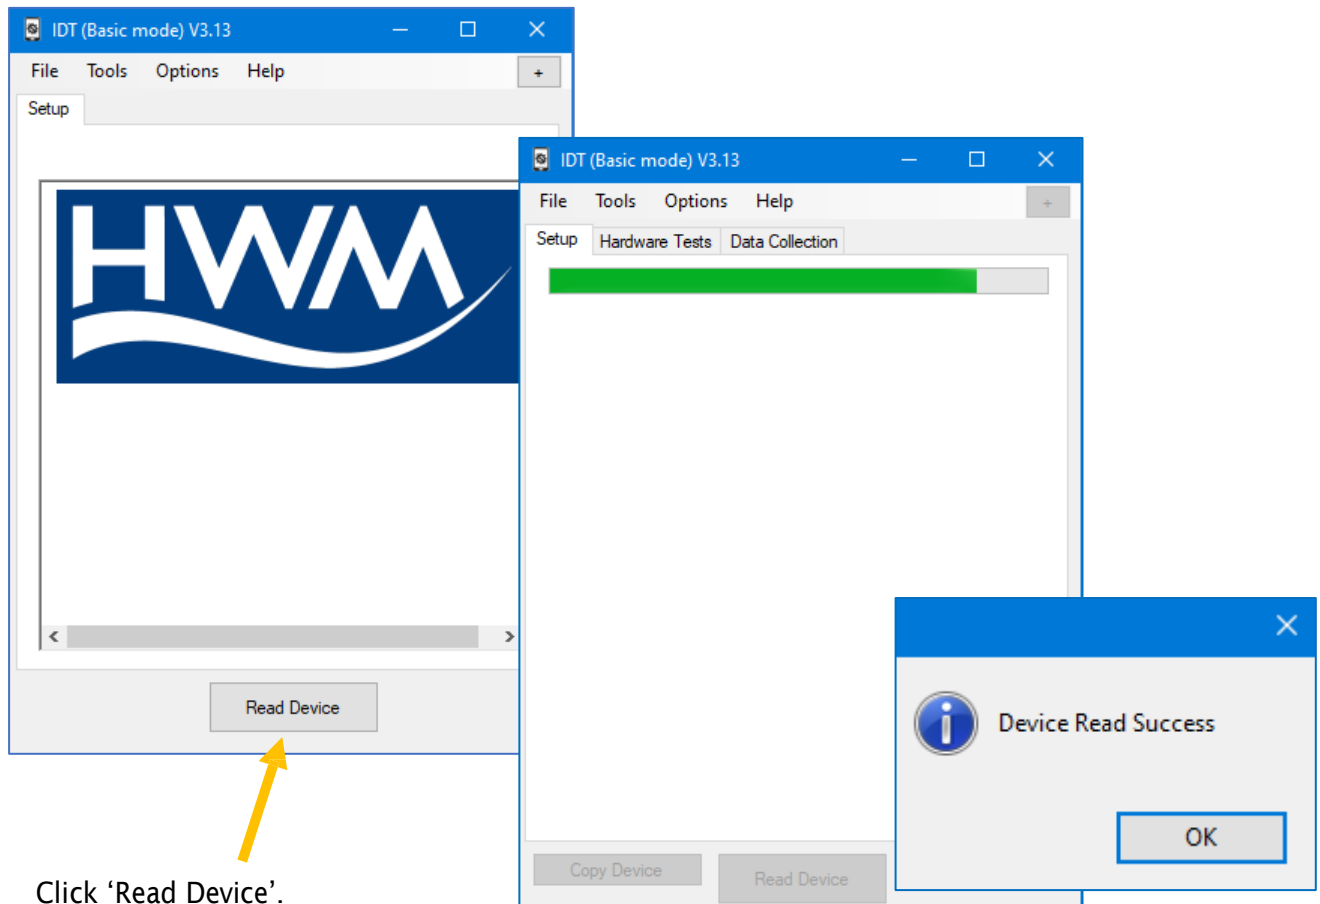 IDT (Basic mode) V3.13
File Tools Options Help +
Setup
HWM
Read Device
Click ‘Read Device’.
IDT (Basic mode) V3.13
File Tools Options Help +
Setup Hardware Tests Data Collection
Copy Device Read Device
Device Read Success
OK